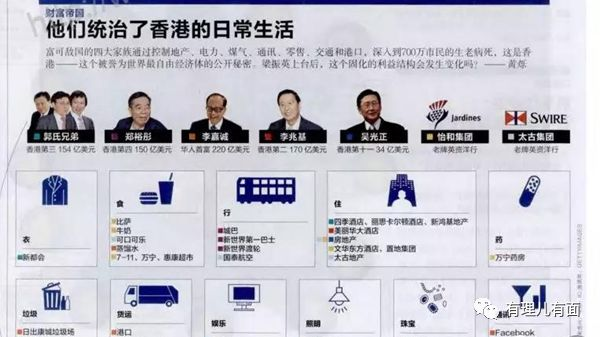 财富帝国
他们统治了香港的日常生活
富可敌国的四大家族通过控制地产、电力、煤气、通讯、零售、交通和港口，深入到700万市民的生老病死，这是香
港——这个被誉为世界最自由经济体的公开秘密。梁振英上台后，这个固化的利益结构会发生变化吗？——黄烁
Jardines
SWIRE
郭氏兄弟
郑裕彤
李嘉诚
李兆基
吴光正
怡和集团
太古集团
香港第三 154 亿美元
香港第四 150 亿美元
华人首富 220 亿美元
香港第二 170 亿美元
香港第十一 34 亿美元
老牌英资洋行
老牌英资洋行
衣
新都会
食
比萨
牛奶
可口可乐
蒸馏水
7-11、万宁、惠康超市
行
城巴
新世界第一巴士
新世界渡轮
国泰航空
住
四季酒店、丽思卡尔顿酒店、新鸿基地产
美丽华大酒店
房地产
文华东方酒店、置地集团
太古地产
药
万宁药房
GETTYIMAGES
垃圾
日出康城垃圾场
货运
港口
娱乐
照明
珠宝
Facebook
有理儿有面